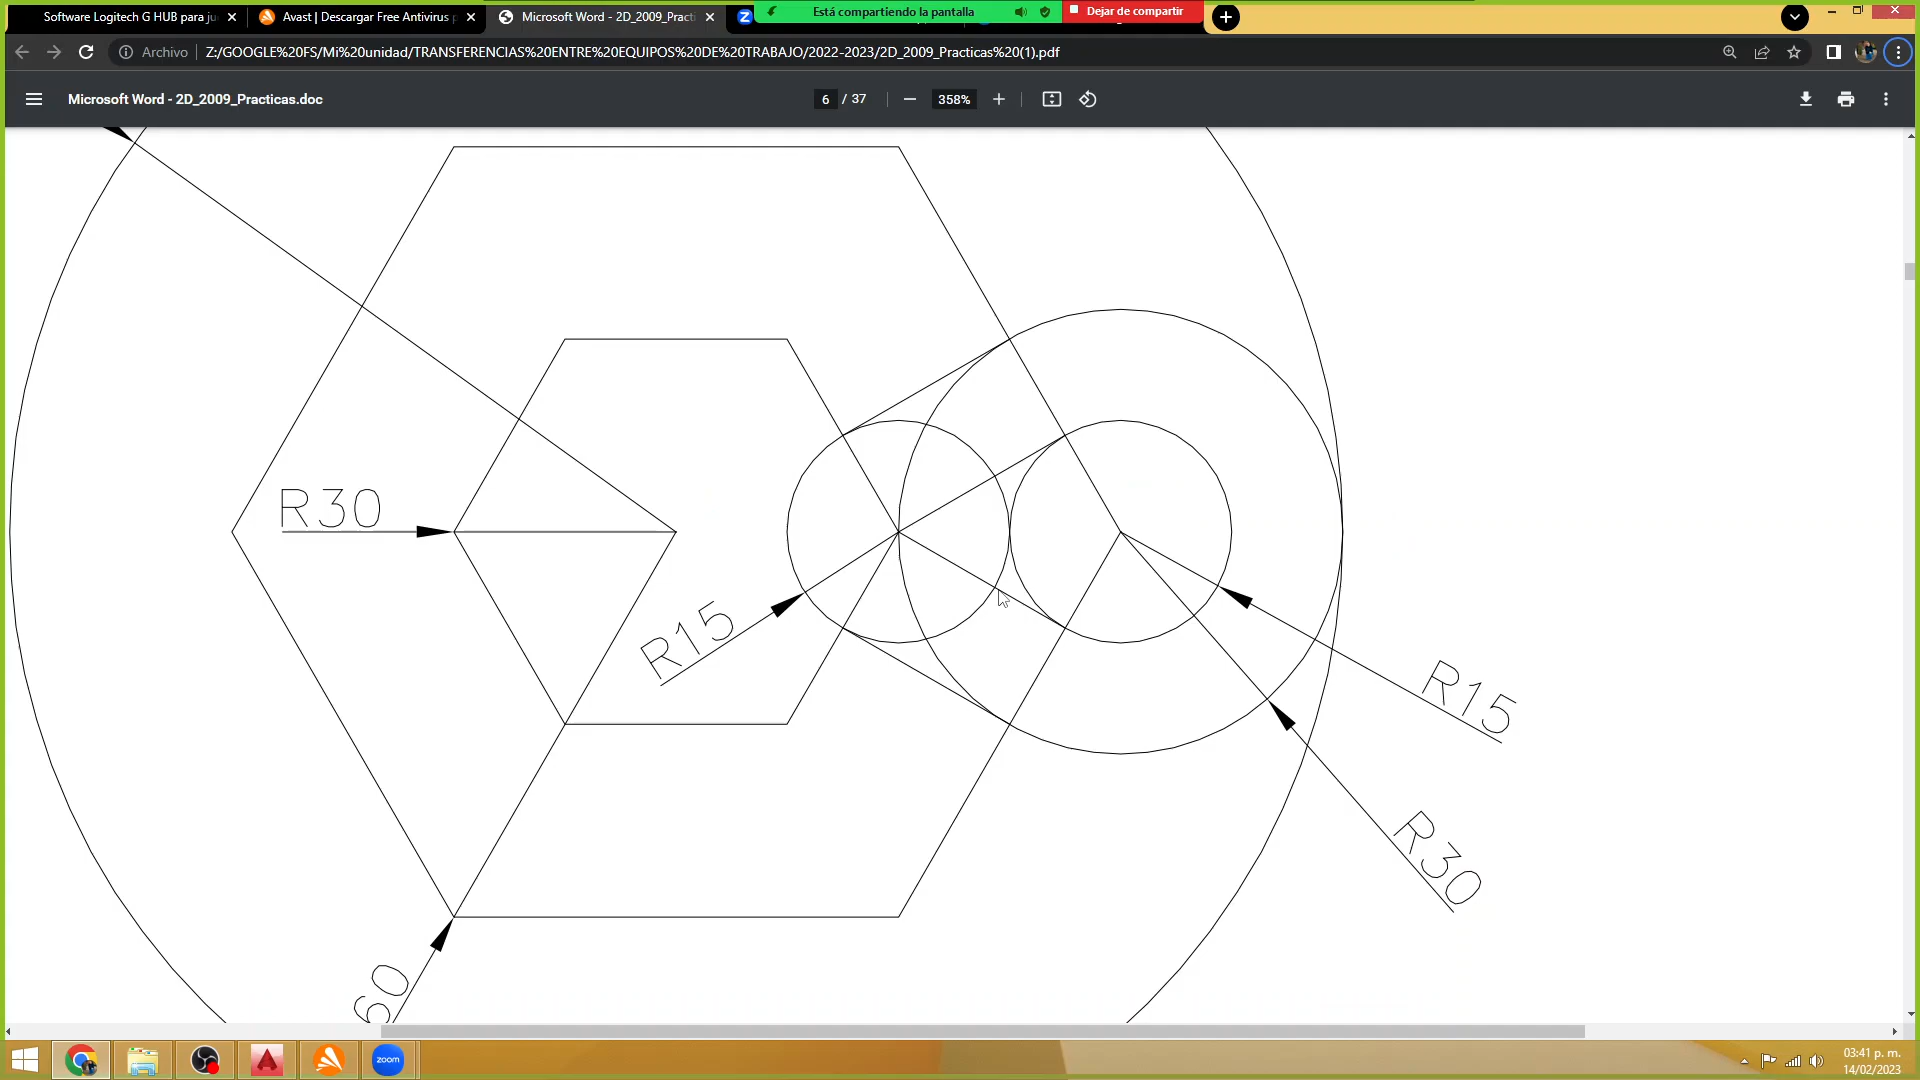 Software Logitech G HUB para ju
Avast | Descargar Free Antivirus p
Microsoft Word - 2D_2009_Practi
Está compartiendo la pantalla
Dejar de compartir
Archivo
Z:/GOOGLE%20FS/Mi%20unidad/TRANSFERENCIAS%20ENTRE%20EQUIPOS%20DE%20TRABAJO/2022-2023/2D_2009_Practicas%20(1).pdf
Microsoft Word - 2D_2009_Practicas.doc
6 / 37
358%
R30
R15
R15
R30
60
zoom
03:41 p. m.
14/02/2023